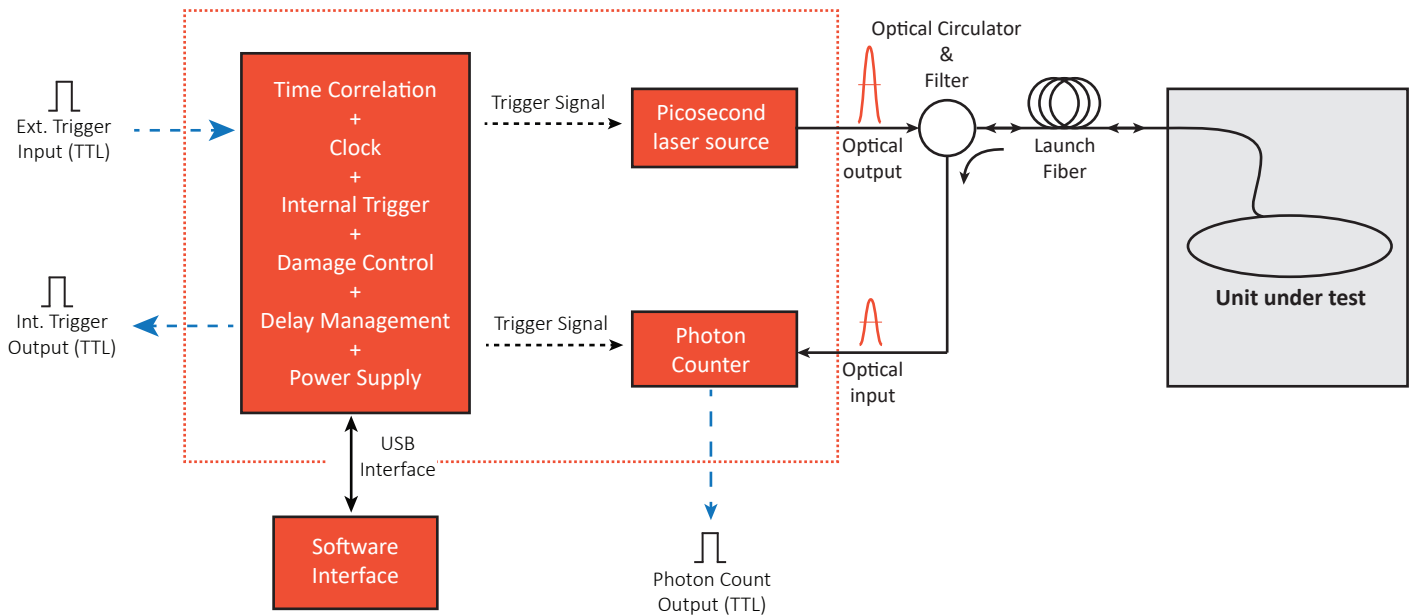 Ext. Trigger
Input (TTL)
Int. Trigger
Output (TTL)
Time Correlation
+
Clock
+
Internal Trigger
+
Damage Control
+
Delay Management
+
Power Supply
USB
Interface
Software
Interface
Trigger Signal
Trigger Signal
Picosecond
laser source
Photon
Counter
Photon Count
Output (TTL)
Optical
output
Optical
input
Optical Circulator
&
Filter
Launch
Fiber
Unit under test